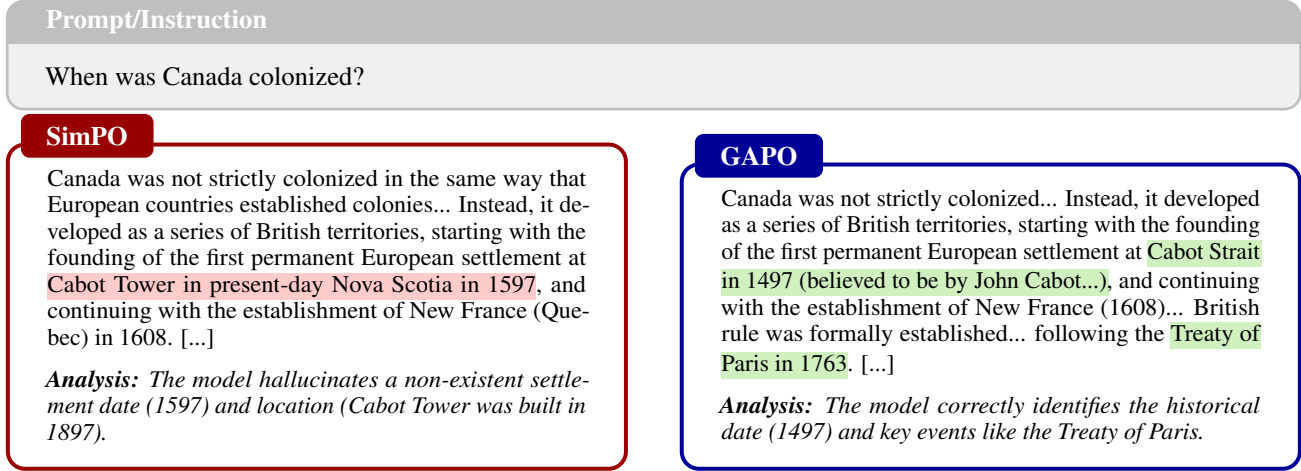 Prompt/Instruction
When was Canada colonized?
SimPO
Canada was not strictly colonized in the same way that
European countries established colonies... Instead, it de-
veloped as a series of British territories, starting with the
founding of the first permanent European settlement at
Cabot Tower in present-day Nova Scotia in 1597, and
continuing with the establishment of New France (Que-
bec) in 1608. [...]
Analysis: The model hallucinates a non-existent settle-
ment date (1597) and location (Cabot Tower was built in
1897).
GAPO
Canada was not strictly colonized... Instead, it developed
as a series of British territories, starting with the founding
of the first permanent European settlement at Cabot Strait
in 1497 (believed to be by John Cabot...), and continuing
with the establishment of New France (1608)... British
rule was formally established... following the Treaty of
Paris in 1763. [...]
Analysis: The model correctly identifies the historical
date (1497) and key events like the Treaty of Paris.